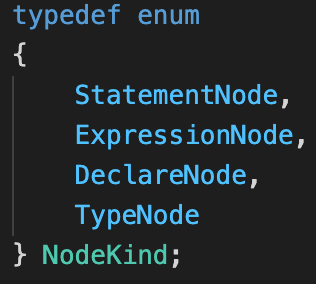 typedef enum
{
    StatementNode,
    ExpressionNode,
    DeclareNode,
    TypeNode
} NodeKind;